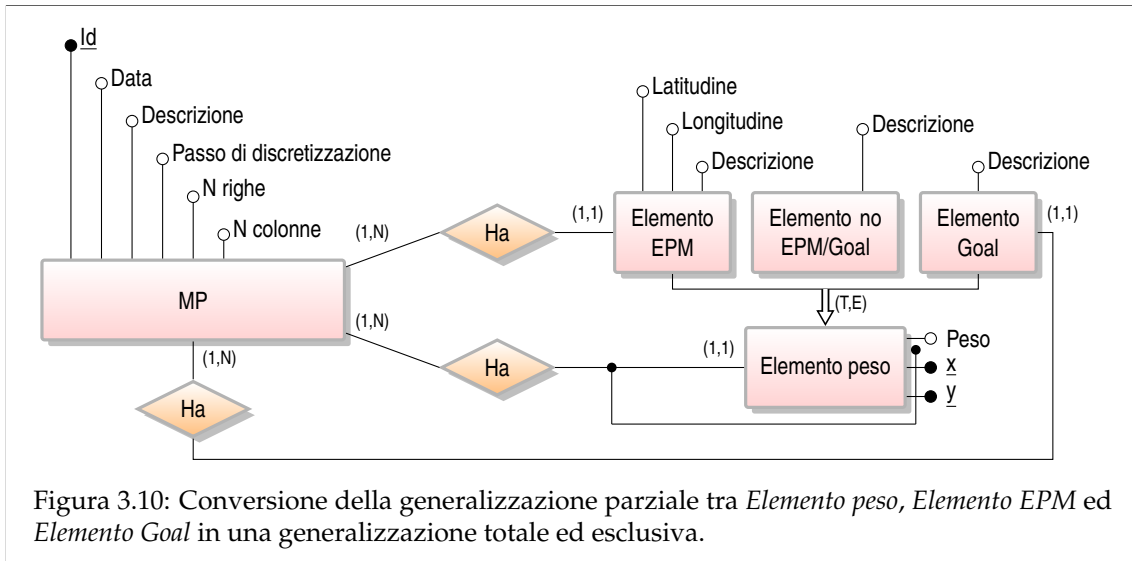 Id
Data
Descrizione
Passo di discretizzazione
N righe
N colonne
MP
(1,N)
(1,N)
(1,N)
Ha
Ha
Ha
(1,1)
Latitudine
Longitudine
Descrizione
Descrizione
Descrizione
Elemento
EPM
Elemento no
EPM/Goal
Elemento
Goal
(1,1)
(T,E)
(1,1)
Elemento peso
Peso
x
y
Figura 3.10: Conversione della generalizzazione parziale tra Elemento peso, Elemento EPM ed
Elemento Goal in una generalizzazione totale ed esclusiva.